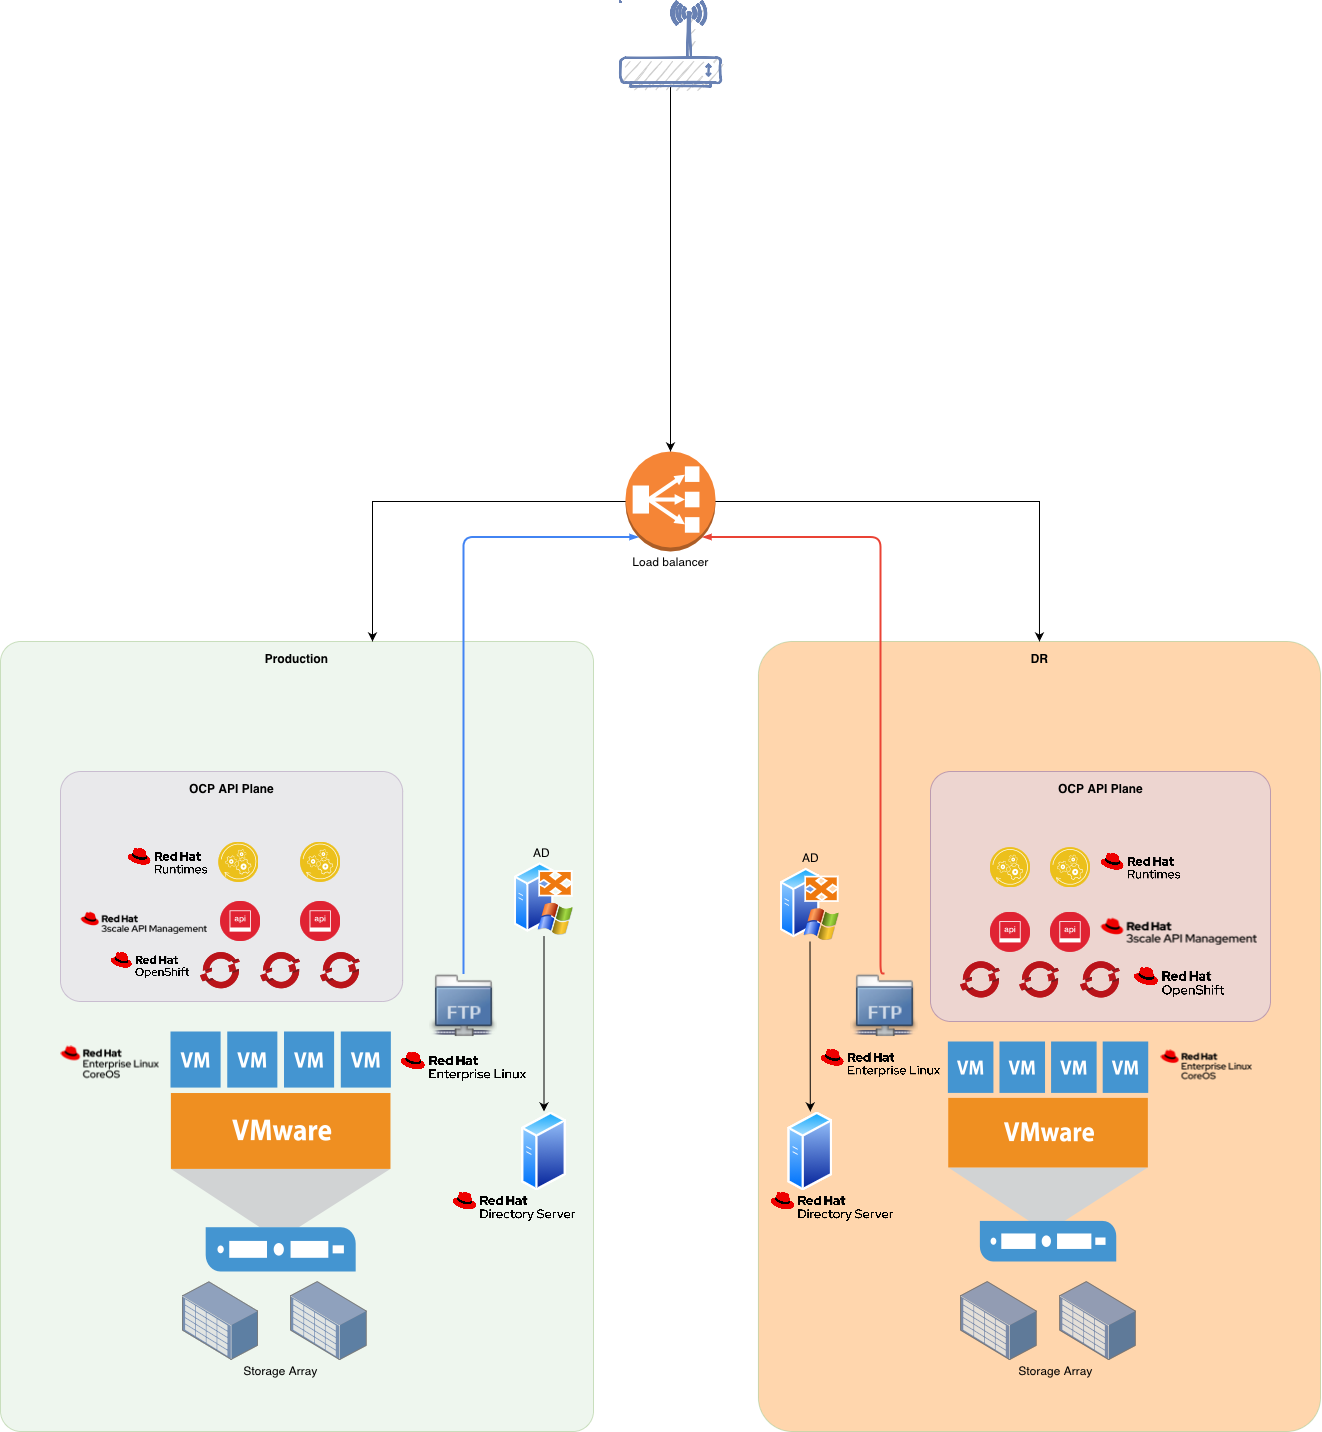 Load balancer
Production
OCP API Plane
Red Hat
Runtimes
Red Hat
3scale API Management
api
api
Red Hat
OpenShift
AD
FTP
Red Hat
Enterprise Linux
CoreOS
VM
VM
VM
VM
Red Hat
Enterprise Linux
VMware
Red Hat
Directory Server
Storage Array
DR
OCP API Plane
AD
Red Hat
Runtimes
api
api
Red Hat
3scale API Management
Red Hat
OpenShift
FTP
Red Hat
Enterprise Linux
VM
VM
VM
VM
Red Hat
Enterprise Linux
CoreOS
VMware
Red Hat
Directory Server
Storage Array